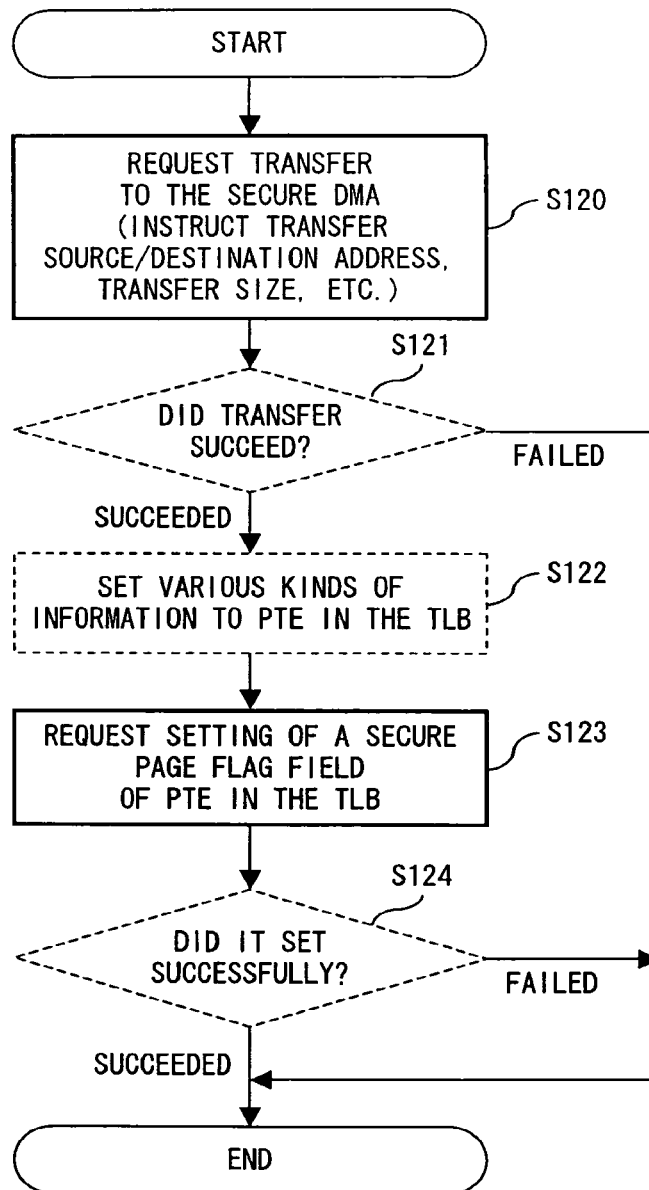 START
REQUEST TRANSFER
TO THE SECURE DMA
(INSTRUCT TRANSFER
SOURCE/DESTINATION ADDRESS,
TRANSFER SIZE, ETC.)
S120
S121
DID TRANSFER
SUCCEED?
FAILED
SUCCEEDED
S122
SET VARIOUS KINDS OF
INFORMATION TO PTE IN THE TLB
REQUEST SETTING OF A SECURE
PAGE FLAG FIELD
OF PTE IN THE TLB
S123
S124
DID IT SET
SUCCESSFULLY?
FAILED
SUCCEEDED
END